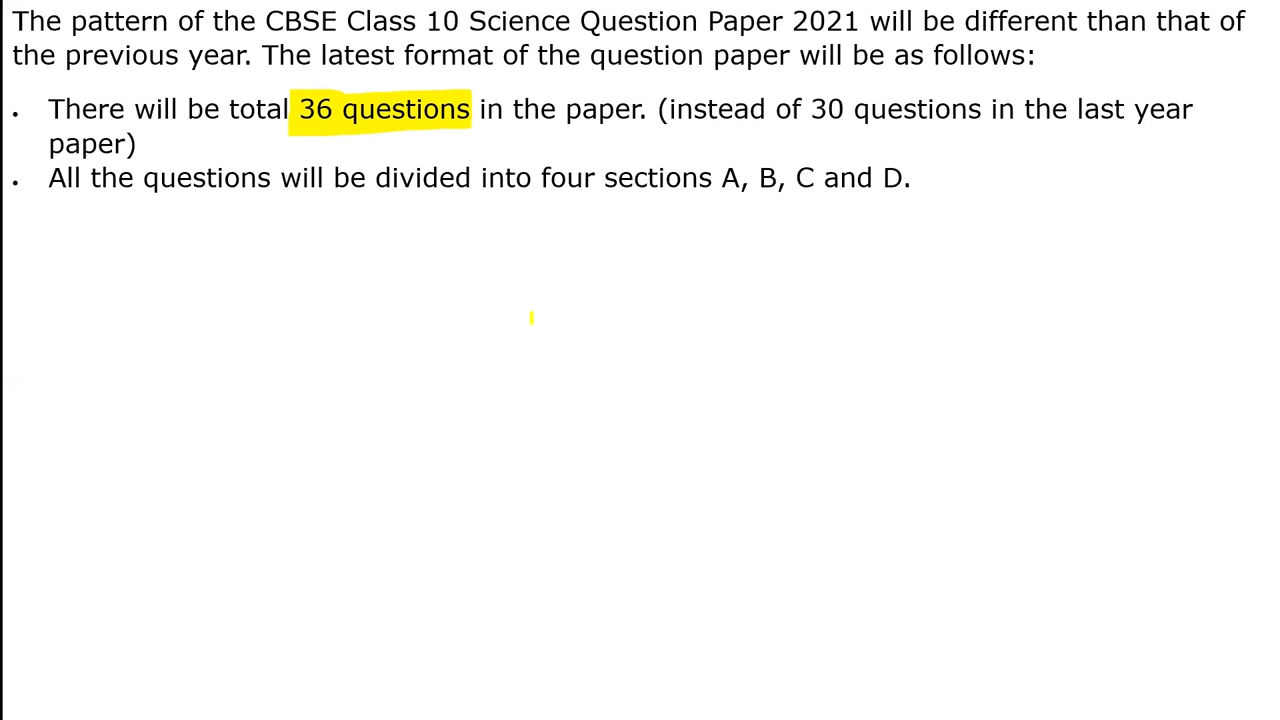 The pattern of the CBSE Class 10 Science Question Paper 2021 will be different than that of
the previous year. The latest format of the question paper will be as follows:
• There will be total 36 questions in the paper. (instead of 30 questions in the last year
paper)
• All the questions will be divided into four sections A, B, C and D.